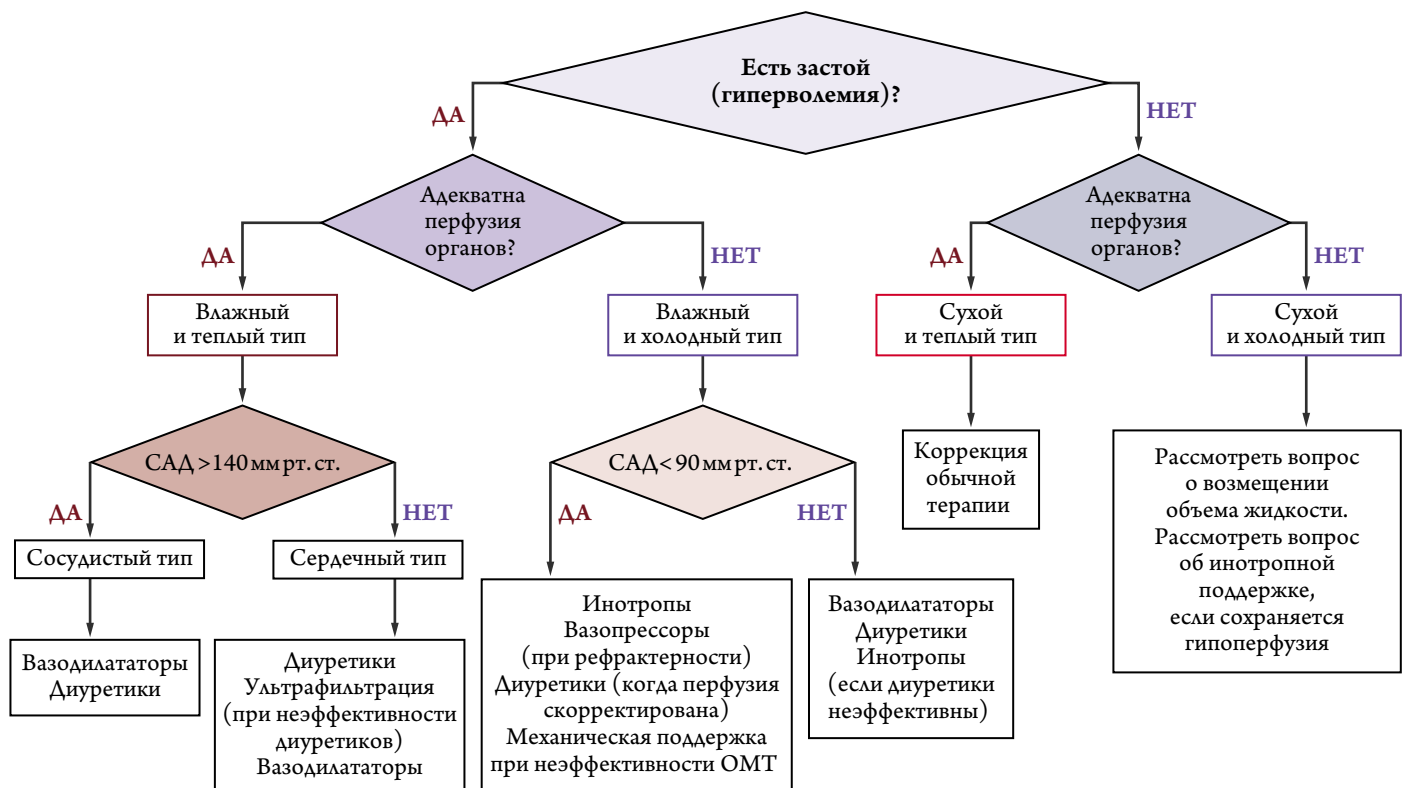 Есть застой
(гиперволемия)?
ДА
НЕТ
Адекватна
перфузия
органов?
Адекватна
перфузия
органов?
ДА
НЕТ
ДА
НЕТ
Влажный
и теплый тип
Влажный
и холодный тип
Сухой
и теплый тип
Сухой
и холодный тип
САД >140 мм рт. ст.
САД < 90 мм рт. ст.
Коррекция
обычной
терапии
Рассмотреть вопрос
о возмещении
объема жидкости.
Рассмотреть вопрос
об инотропной
поддержке,
если сохраняется
гипоперфузия
ДА
НЕТ
ДА
НЕТ
Сосудистый тип
Сердечный тип
Вазодилататоры
Диуретики
Диуретики
Ультрафильтрация
(при неэффективности
диуретиков)
Вазодилататоры
Инотропы
Вазопрессоры
(при рефрактерности)
Диуретики (когда перфузия
скорректирована)
Механическая поддержка
при неэффективности ОМТ
Вазодилататоры
Диуретики
Инотропы
(если диуретики
неэффективны)